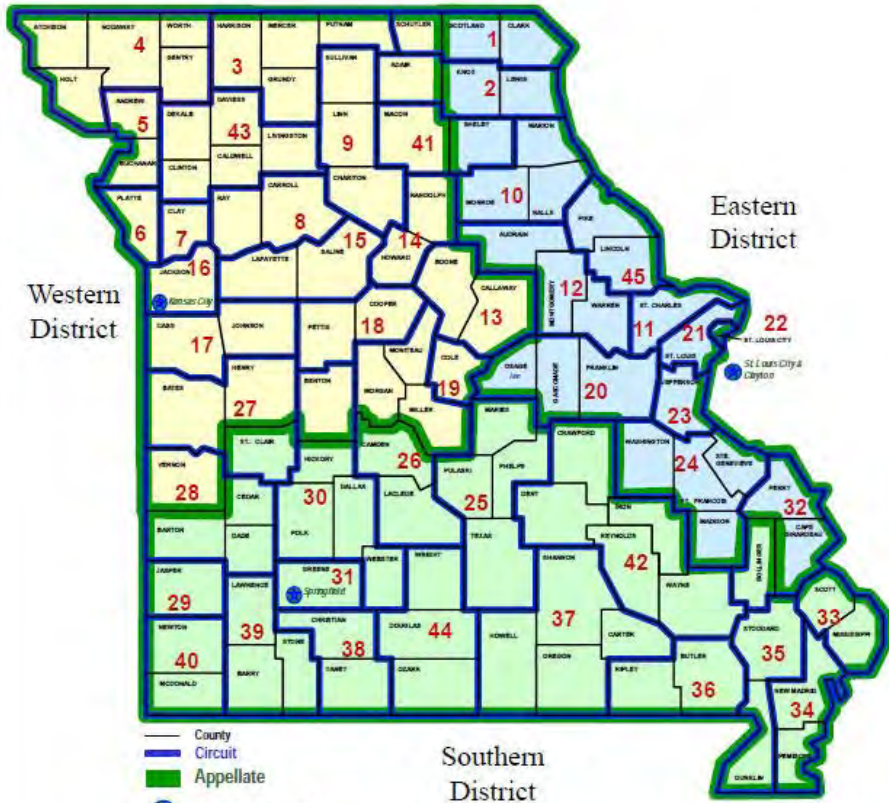 ATCHISON
NODAWAY
WORTH
HARRISON
MERCER
PUTNAM
SCHUYLER
SCOTLAND
CLARK
4
3
1
GENTRY
SULLIVAN
ADAIR
KNOX
LEWIS
HOLT
GRUNDY
2
ANDREW
DEKALB
DAVIESS
LINN
MACON
SHELBY
MARION
5
43
9
41
LIVINGSTON
BUCHANAN
CLINTON
CALDWELL
CHARITON
RANDOLPH
MONROE
10
RALLS
PIKE
PLATTE
CLAY
RAY
CARROLL
6
7
8
15
14
AUDRAIN
Eastern
District
LINCOLN
45
16
JACKSON
LAFAYETTE
SALINE
HOWARD
BOONE
CALLAWAY
MONTGOMERY
12
WARREN
ST. CHARLES
Kansas City
Western
District
COOPER
13
11
21
22
ST. LOUIS CITY
CASS
17
JOHNSON
PETTIS
18
MONITEAU
COLE
OSAGE
GASCONADE
FRANKLIN
ST. LOUIS
St. Louis City &
Clayton
BATES
HENRY
BENTON
MORGAN
19
20
JEFFERSON
27
MILLER
MARIES
23
ST. CLAIR
HICKORY
CAMDEN
26
CRAWFORD
WASHINGTON
STE.
GENEVIEVE
VERNON
28
PULASKI
PHELPS
24
PERRY
CEDAR
30
DALLAS
LACLEDE
25
DENT
IRON
ST. FRANCOIS
32
BARTON
POLK
MADISON
CAPE
GIRARDEAU
DADE
TEXAS
REYNOLDS
BOLLINGER
JASPER
GREENE
31
WEBSTER
WRIGHT
SHANNON
42
WAYNE
29
LAWRENCE
Springfield
SCOTT
33
NEWTON
CHRISTIAN
DOUGLAS
44
HOWELL
37
CARTER
STODDARD
MISSISSIPPI
39
STONE
38
35
40
BARRY
TANEY
OZARK
OREGON
RIPLEY
BUTLER
36
NEW MADRID
MCDONALD
34
County
Circuit
Appellate
Southern
District
DUNKLIN
PEMISCOT